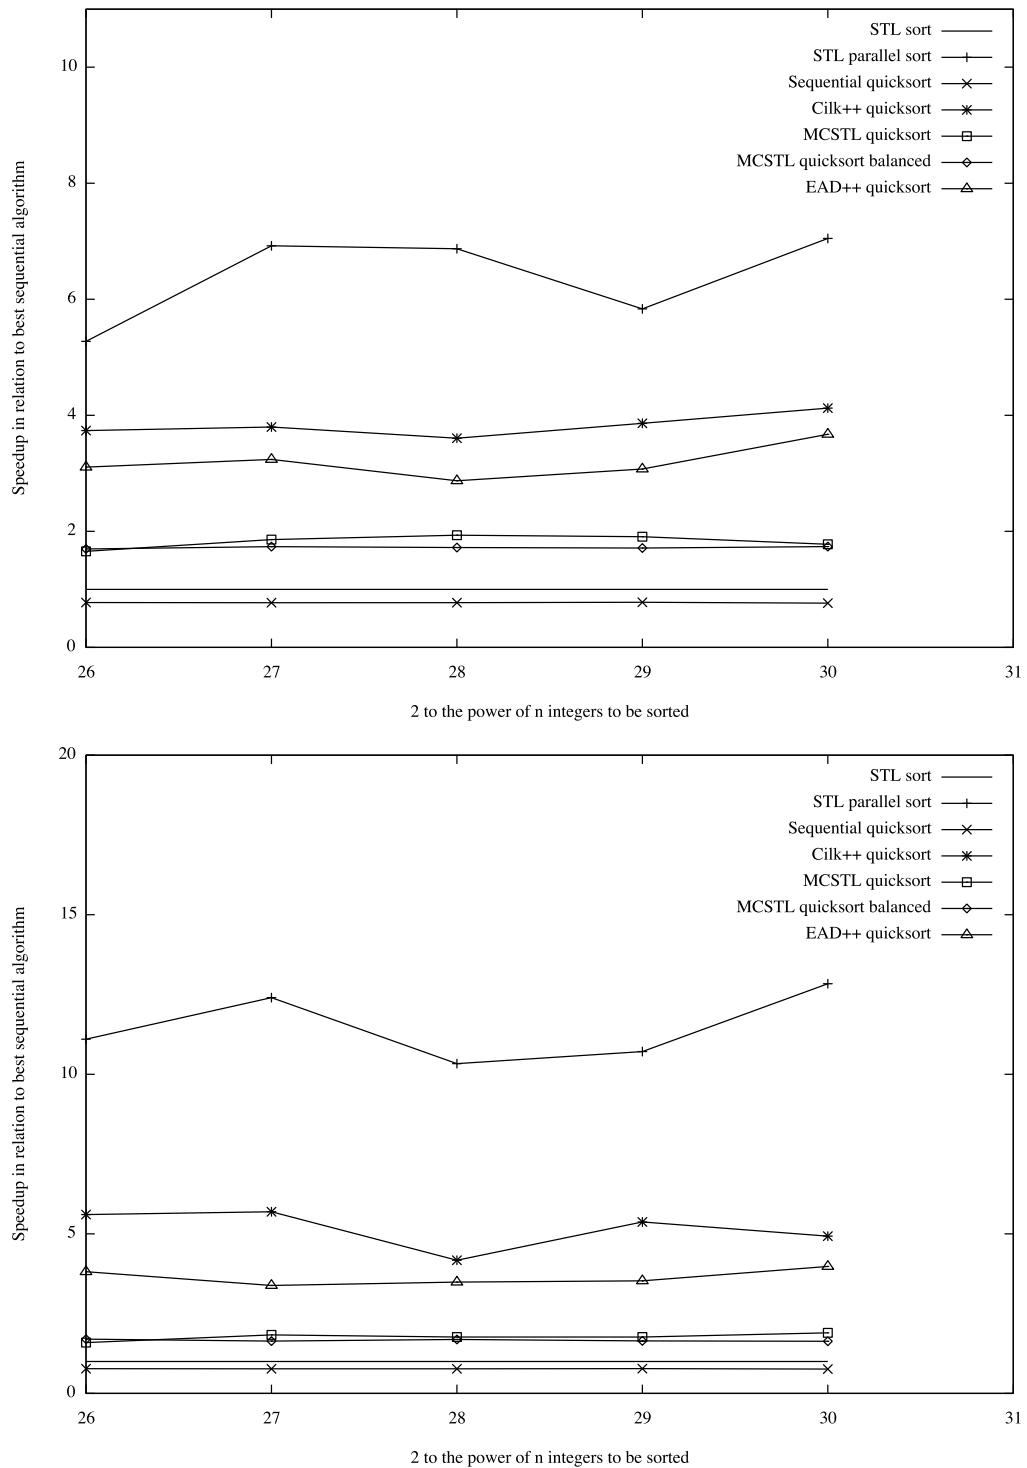 STL sort
STL parallel sort
Sequential quicksort
Cilk++ quicksort
MCSTL quicksort
MCSTL quicksort balanced
EAD++ quicksort
10
8
6
4
2
0
Speedup in relation to best sequential algorithm
26 27 28 29 30 31
2 to the power of n integers to be sorted
STL sort
STL parallel sort
Sequential quicksort
Cilk++ quicksort
MCSTL quicksort
MCSTL quicksort balanced
EAD++ quicksort
20
15
10
5
0
Speedup in relation to best sequential algorithm
26 27 28 29 30 31
2 to the power of n integers to be sorted